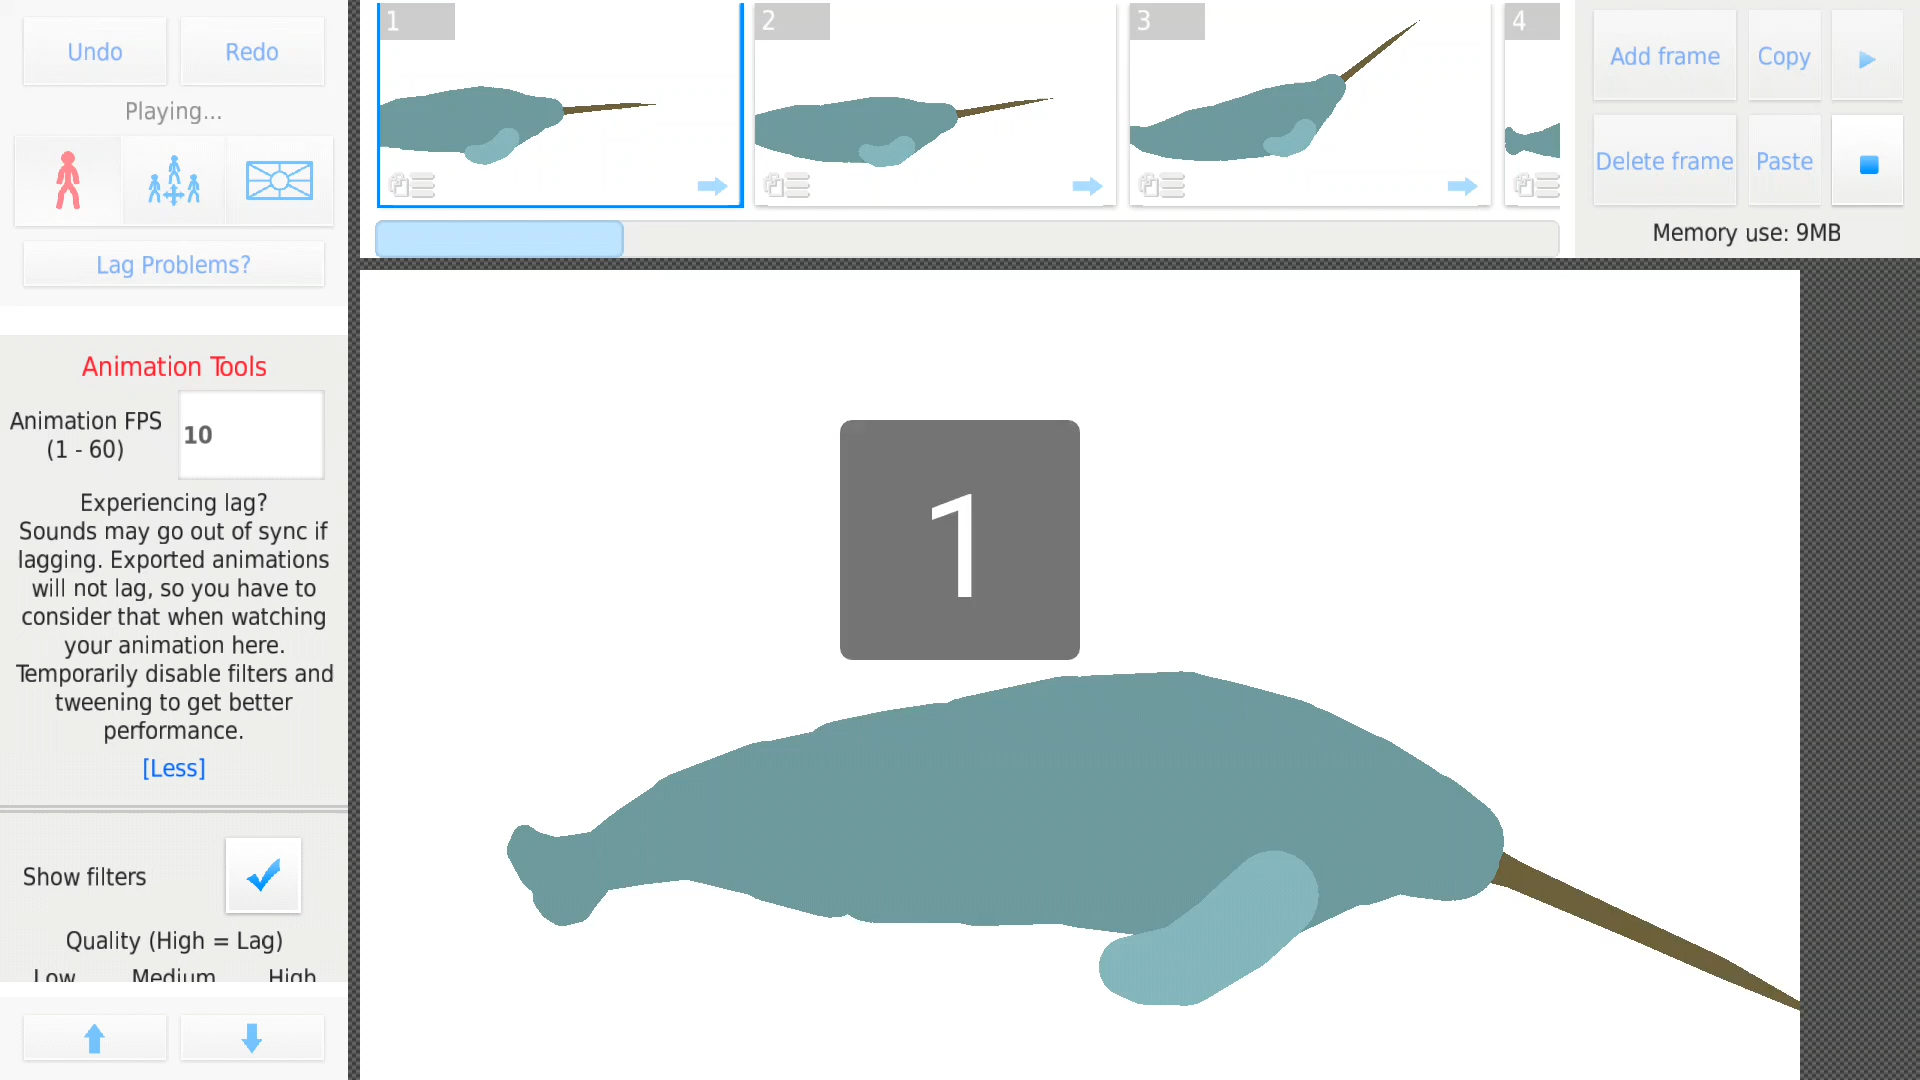 Undo
Redo
Playing...
Lag Problems?
1
2
3
4
Add frame
Copy
Delete frame
Paste
Memory use: 9MB
Animation Tools
Animation FPS
(1 - 60)
10
Experiencing lag?
Sounds may go out of sync if
lagging. Exported animations
will not lag, so you have to
consider that when watching
your animation here.
Temporarily disable filters and
tweening to get better
performance.
[Less]
Show filters
Quality (High = Lag)
Low Medium High
1